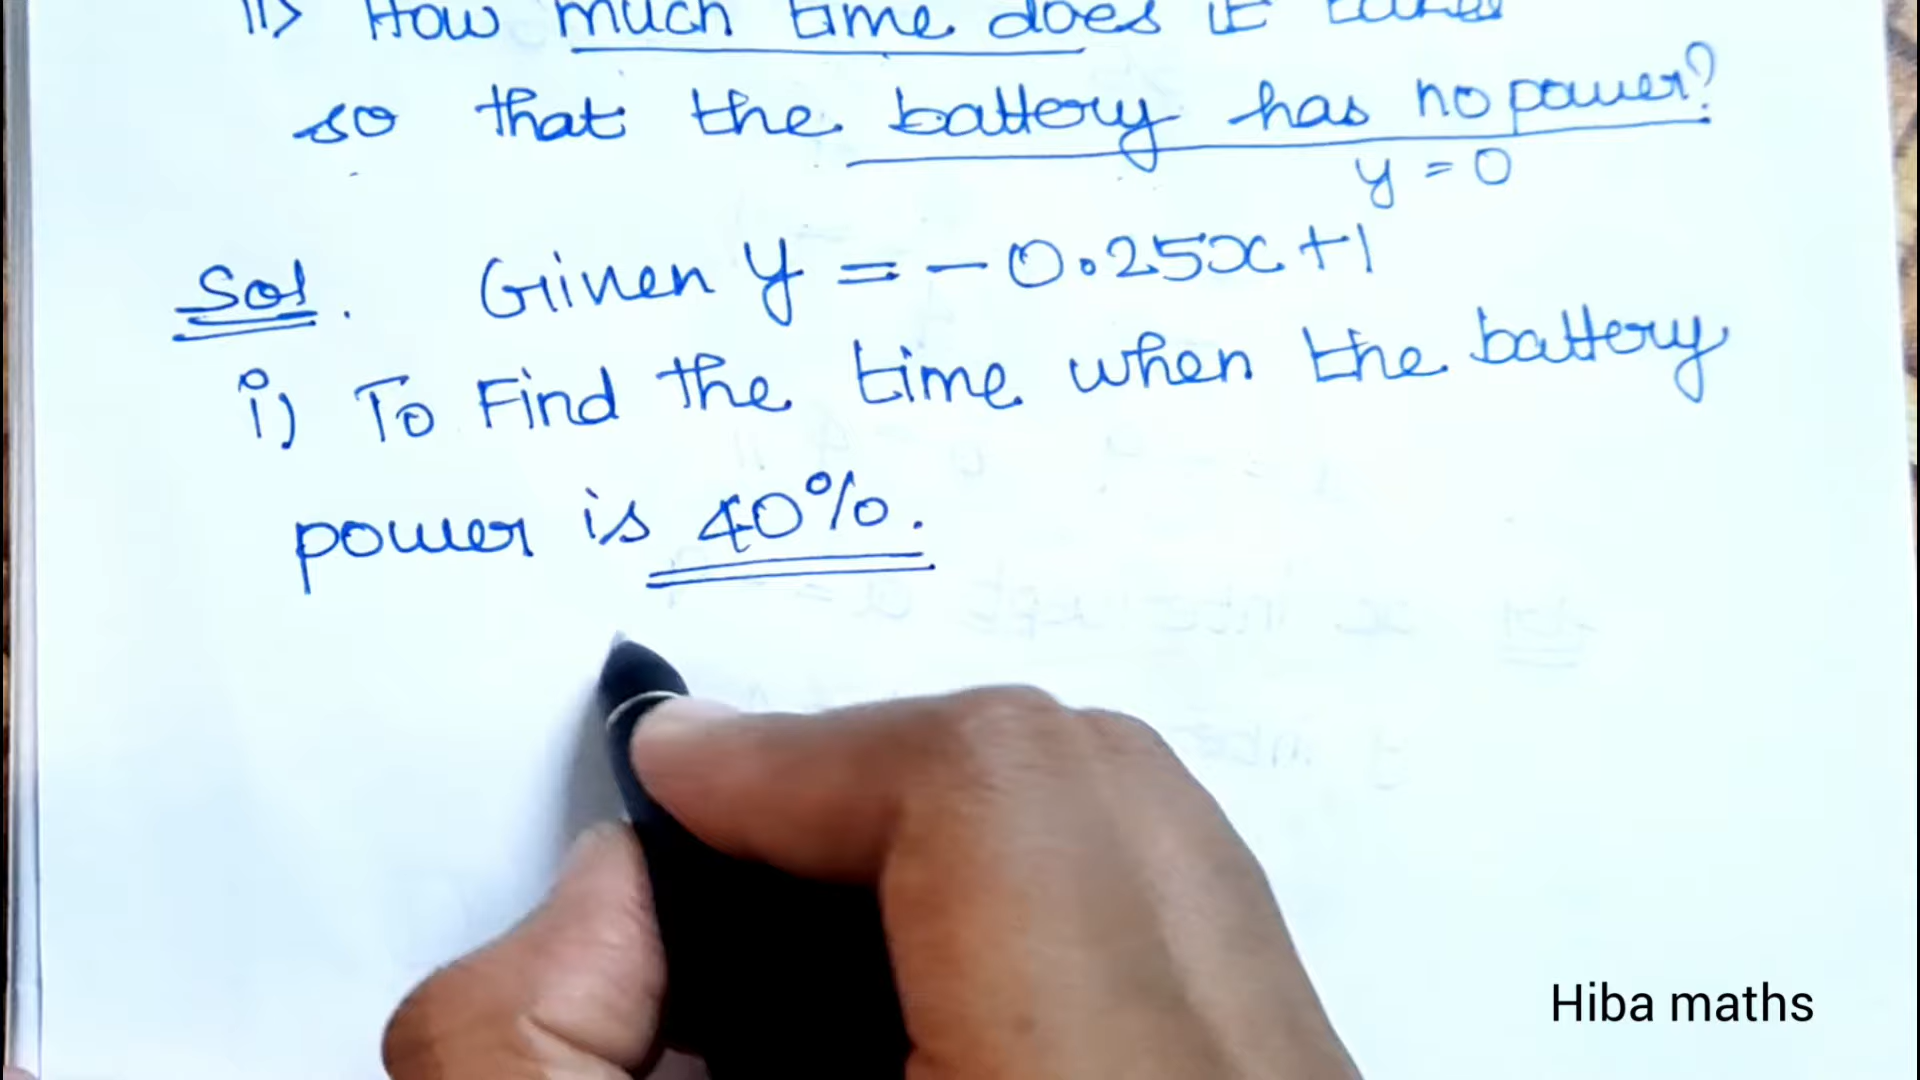 ii) How much time does it takes
so that the battery has no power?
y = 0
Sol. Given y = - 0.25x + 1
i) To Find the time when the battery
power is 40%.
Hiba maths